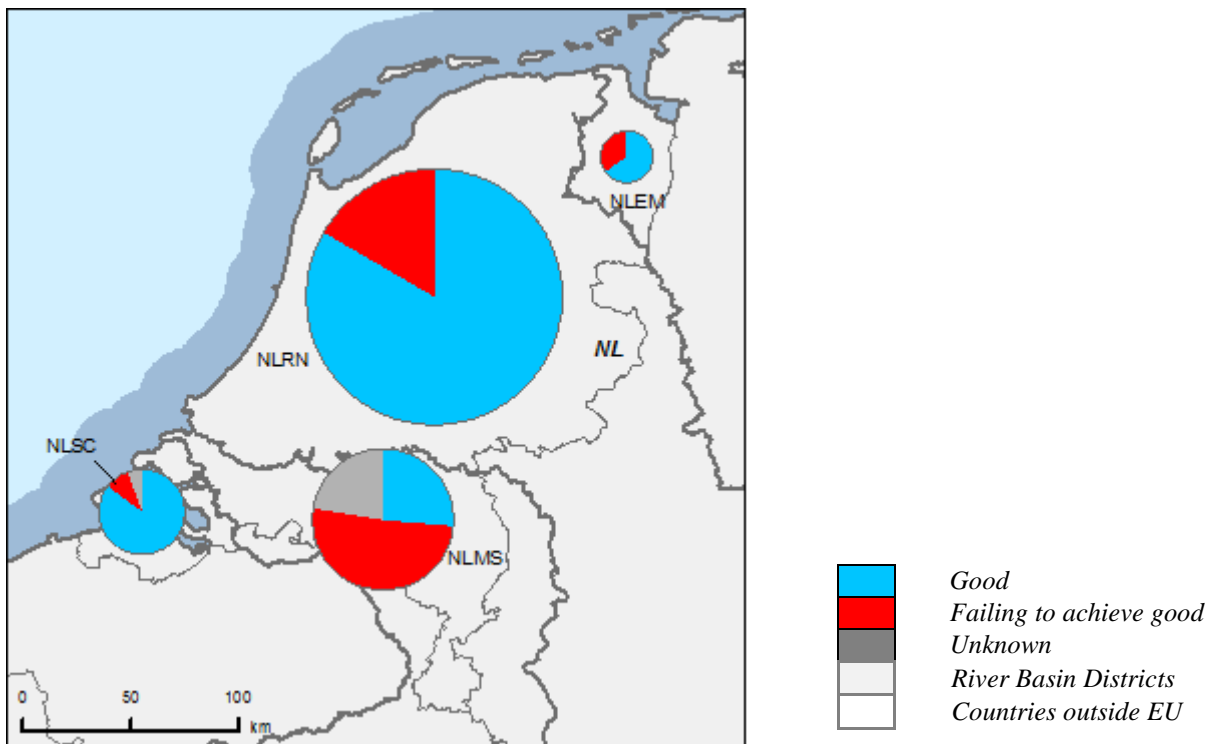 NLEM
NL
NLRN
NLSC
NLMS
0 50 100
km
Good
Failing to achieve good
Unknown
River Basin Districts
Countries outside EU